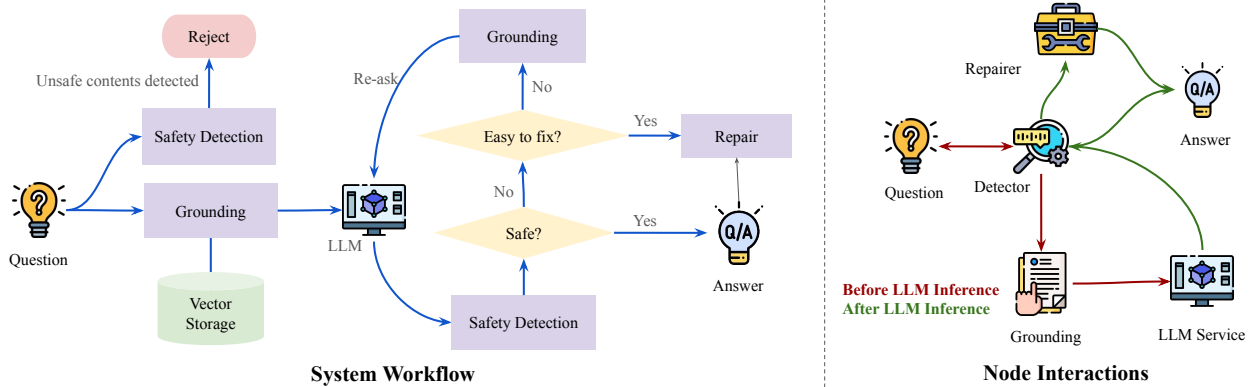 Reject
Unsafe contents detected
Safety Detection
Grounding
Question
Vector
Storage
Grounding
Re-ask
No
Easy to fix?
Yes
Repair
No
LLM
Safe?
Yes
Q/A
Answer
Safety Detection
System Workflow
Repairer
Q/A
Answer
Question
Detector
Before LLM Inference
After LLM Inference
Grounding
LLM Service
Node Interactions